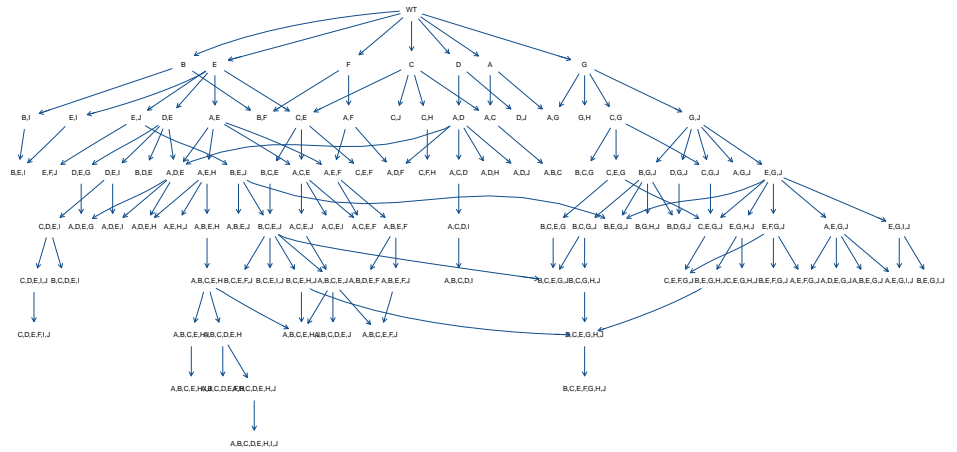 WT
B E F C D A G
B,I E,I E,J D,E A,E B,F C,E A,F C,J C,H A,D A,C D,J A,G G,H C,G G,J
B,E,I E,F,J D,E,G D,E,I B,D,E A,D,E A,E,H B,E,J B,C,E A,C,E A,E,F C,E,F A,D,F C,F,H A,C,D A,D,H A,D,J A,B,C B,C,G C,E,G B,G,J D,G,J C,G,J A,G,J E,G,J
C,D,E,I A,D,E,G A,D,E,I A,D,E,H A,E,H,J A,B,E,H A,B,E,J B,C,E,J A,C,E,J A,C,E,I A,C,E,F A,B,E,F A,C,D,I B,C,E,G B,C,G,J B,E,G,J B,G,H,J B,D,G,J C,E,G,J E,G,H,J E,F,G,J A,E,G,J E,G,I,J
C,D,E,I,J B,C,D,E,I A,B,C,E,H B,C,E,F,J B,C,E,I,J B,C,E,H,J A,B,C,E,J A,B,D,E,F A,B,E,F,J A,B,C,D,I B,C,E,G,J B,C,G,H,J C,E,F,G,J B,E,G,H,J C,E,G,H,J B,E,F,G,J A,E,F,G,J A,D,E,G,J A,B,E,G,J A,E,G,I,J B,E,G,I,J
C,D,E,F,I,J A,B,C,D,E,H A,B,C,D,E,J A,B,C,E,F,J B,C,E,G,H,J
B,C,E,F,G,H,J
A,B,C,D,E,H,I,J